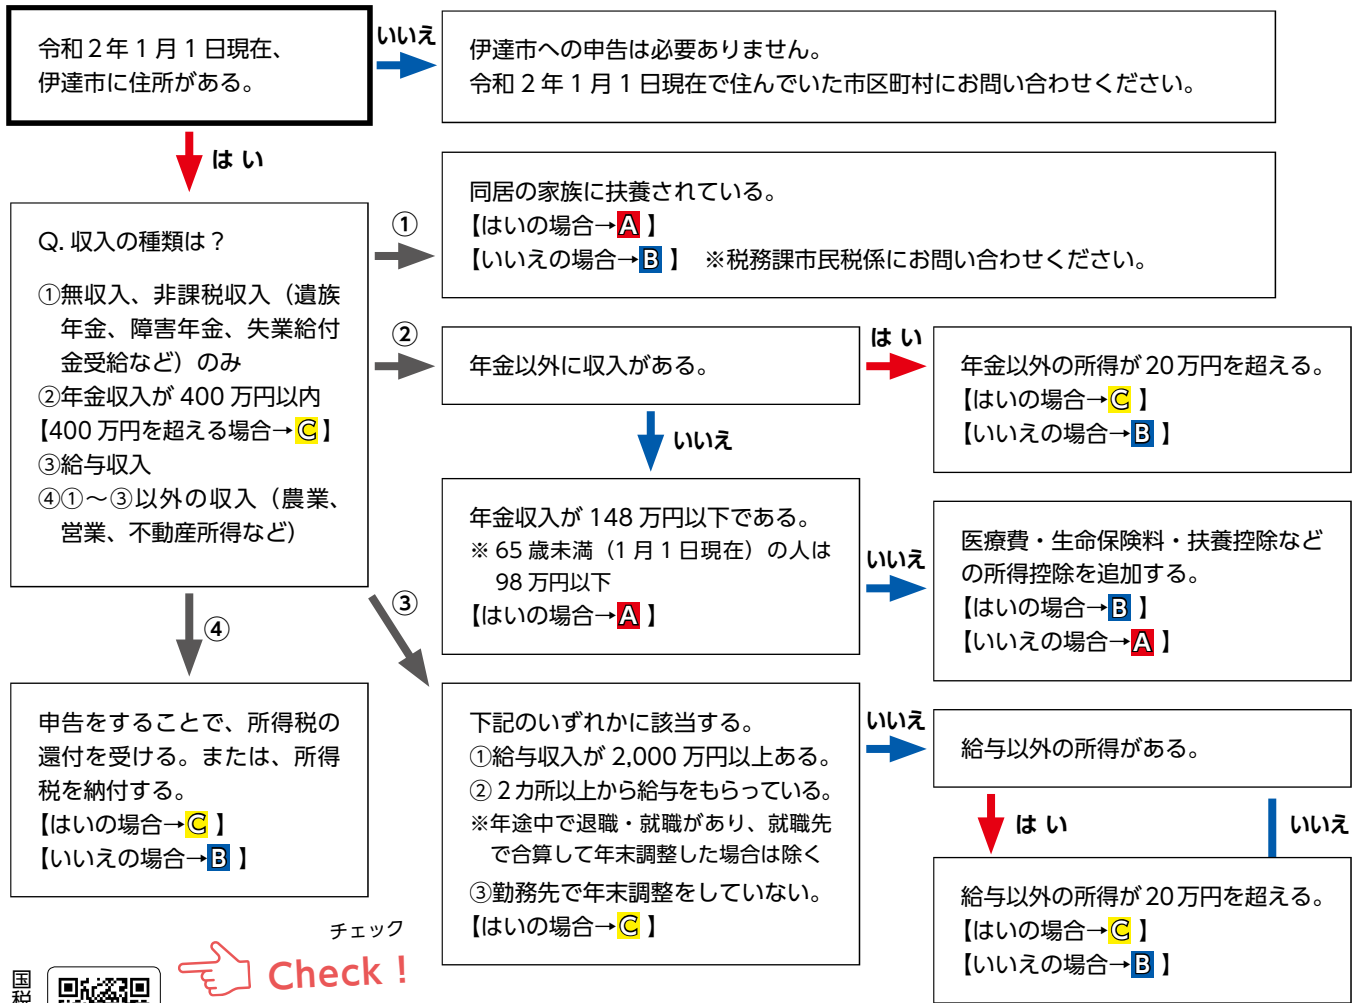 令和２年１月１日現在、
伊達市に住所がある。
いいえ
伊達市への申告は必要ありません。
令和２年１月１日現在で住んでいた市区町村にお問い合わせください。
はい
Q. 収入の種類は？
①無収入、非課税収入（遺族
年金、障害年金、失業給付
金受給など）のみ
②年金収入が 400 万円以内
【400 万円を超える場合→C】
③給与収入
④①～③以外の収入（農業、
営業、不動産所得など）
①
同居の家族に扶養されている。
【はいの場合→A】
【いいえの場合→B】 ※税務課市民税係にお問い合わせください。
②
年金以外に収入がある。
はい
年金以外の所得が 20 万円を超える。
【はいの場合→C】
【いいえの場合→B】
いいえ
年金収入が 148 万円以下である。
※ 65 歳未満（1 月 1 日現在）の人は
98 万円以下
【はいの場合→A】
いいえ
医療費・生命保険料・扶養控除など
の所得控除を追加する。
【はいの場合→B】
【いいえの場合→A】
③
④
申告をすることで、所得税の
還付を受ける。または、所得
税を納付する。
【はいの場合→C】
【いいえの場合→B】
下記のいずれかに該当する。
①給与収入が 2,000 万円以上ある。
②２カ所以上から給与をもらっている。
※年途中で退職・就職があり、就職先
で合算して年末調整した場合は除く
③勤務先で年末調整をしていない。
【はいの場合→C】
いいえ
給与以外の所得がある。
はい
いいえ
給与以外の所得が 20 万円を超える。
【はいの場合→C】
【いいえの場合→B】
チェック
Check !
国税